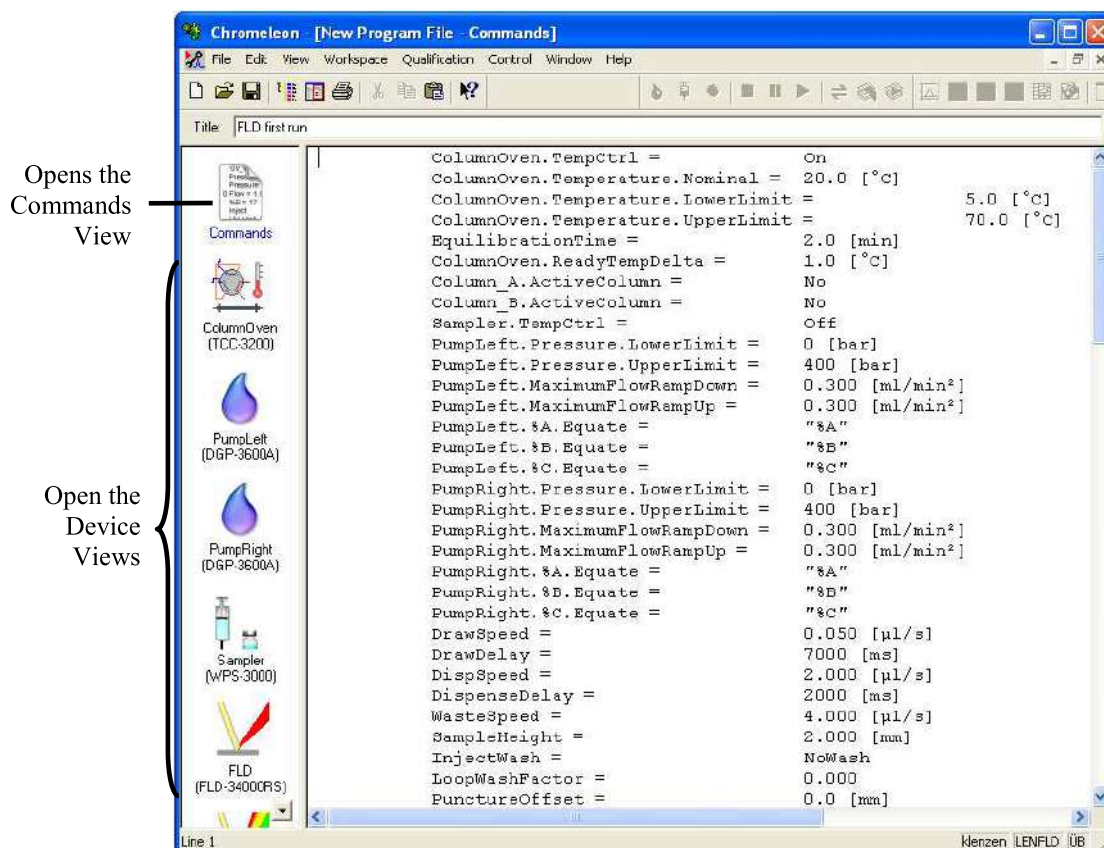 Chromeleon - [New Program File - Commands]
File Edit View Workspace Qualification Control Window Help
Title: FLD first run
Opens the
Commands
View
Commands
ColumnOven
(TCC-3200)
PumpLeft
(DGP-3600A)
Open the
Device
Views
PumpRight
(DGP-3600A)
Sampler
(WPS-3000)
FLD
(FLD-34000RS)
ColumnOven.TempCtrl = On
ColumnOven.Temperature.Nominal = 20.0 [°C]
ColumnOven.Temperature.LowerLimit = 5.0 [°C]
ColumnOven.Temperature.UpperLimit = 70.0 [°C]
EquilibrationTime = 2.0 [min]
ColumnOven.ReadyTempDelta = 1.0 [°C]
Column_A.ActiveColumn = No
Column_B.ActiveColumn = No
Sampler.TempCtrl = Off
PumpLeft.Pressure.LowerLimit = 0 [bar]
PumpLeft.Pressure.UpperLimit = 400 [bar]
PumpLeft.MaximumFlowRampDown = 0.300 [ml/min²]
PumpLeft.MaximumFlowRampUp = 0.300 [ml/min²]
PumpLeft.%A.Equate = "%A"
PumpLeft.%B.Equate = "%B"
PumpLeft.%C.Equate = "%C"
PumpRight.Pressure.LowerLimit = 0 [bar]
PumpRight.Pressure.UpperLimit = 400 [bar]
PumpRight.MaximumFlowRampDown = 0.300 [ml/min²]
PumpRight.MaximumFlowRampUp = 0.300 [ml/min²]
PumpRight.%A.Equate = "%A"
PumpRight.%B.Equate = "%B"
PumpRight.%C.Equate = "%C"
DrawSpeed = 0.050 [µl/s]
DrawDelay = 7000 [ms]
DispSpeed = 2.000 [µl/s]
DispenseDelay = 2000 [ms]
WasteSpeed = 4.000 [µl/s]
SampleHeight = 2.000 [mm]
InjectWash = NoWash
LoopWashFactor = 0.000
PunctureOffset = 0.0 [mm]
Line 1 klenzen LENFLD ÜB